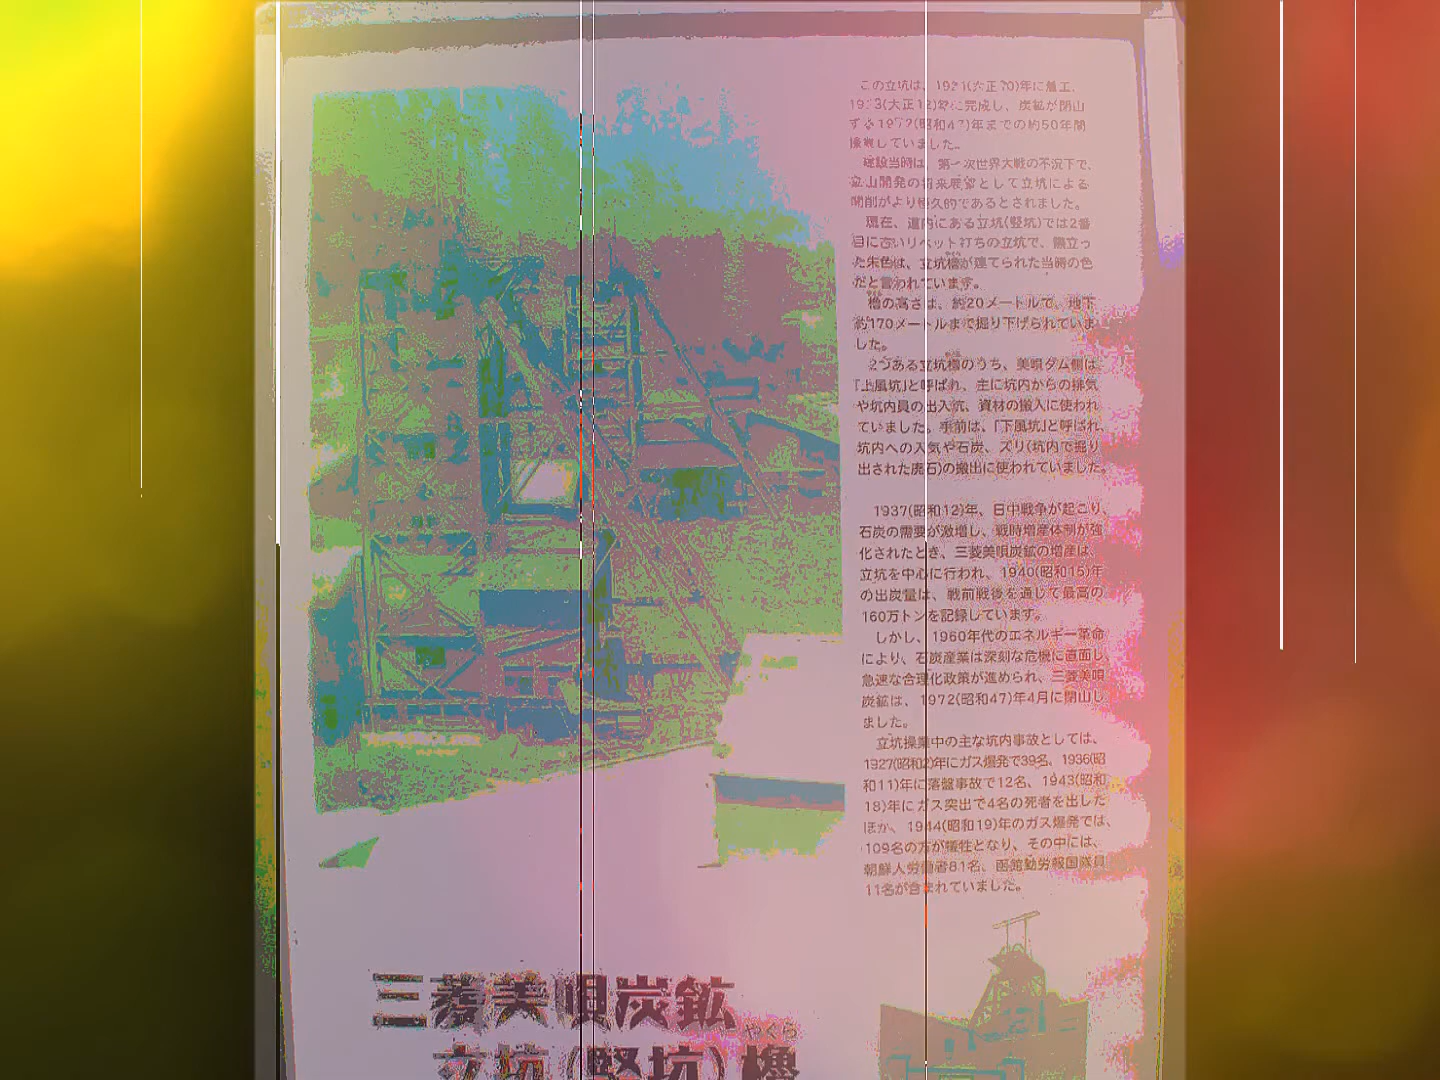 この立坑は、1921(大正10)年に着工、
1923(大正12)年に完成し、炭鉱が閉山
する1972(昭和47)年までの約50年間
稼働していました。
建設当時は、第一次世界大戦の不況下で、
鉱山開発の将来展望として立坑による
開削がより恒久的であるとされました。
現在、道内にある立坑(竪坑)では2番
目に古いリベット打ちの立坑で、際立っ
た朱色は、立坑櫓が建てられた当時の色
だと言われています。
櫓の高さは、約20メートルで、地下
約170メートルまで掘り下げられていま
した。
2つある立坑櫓のうち、美唄ダム側は
「上風坑」と呼ばれ、主に坑内からの排気
や坑内員の出入坑、資材の搬入に使われ
ていました。手前は、「下風坑」と呼ばれ、
坑内への入気や石炭、ズリ(坑内で掘り
出された廃石)の搬出に使われていました。
1937(昭和12)年、日中戦争が起こり、
石炭の需要が激増し、戦時増産体制が強
化されたとき、三菱美唄炭鉱の増産は、
立坑を中心に行われ、1940(昭和15)年
の出炭量は、戦前戦後を通じて最高の
160万トンを記録しています。
しかし、1960年代のエネルギー革命
により、石炭産業は深刻な危機に直面し、
急速な合理化政策が進められ、三菱美唄
炭鉱は、1972(昭和47)年4月に閉山し
ました。
立坑操業中の主な坑内事故としては、
1927(昭和2)年にガス爆発で39名、1936(昭
和11)年に落盤事故で12名、1943(昭和
18)年にガス突出で4名の死者を出した
ほか、1944(昭和19)年のガス爆発では、
109名の方が犠牲となり、その中には、
朝鮮人労働者81名、函館勤労報国隊員
11名が含まれていました。
三菱美唄炭鉱
立坑(竪坑)櫓
やぐら